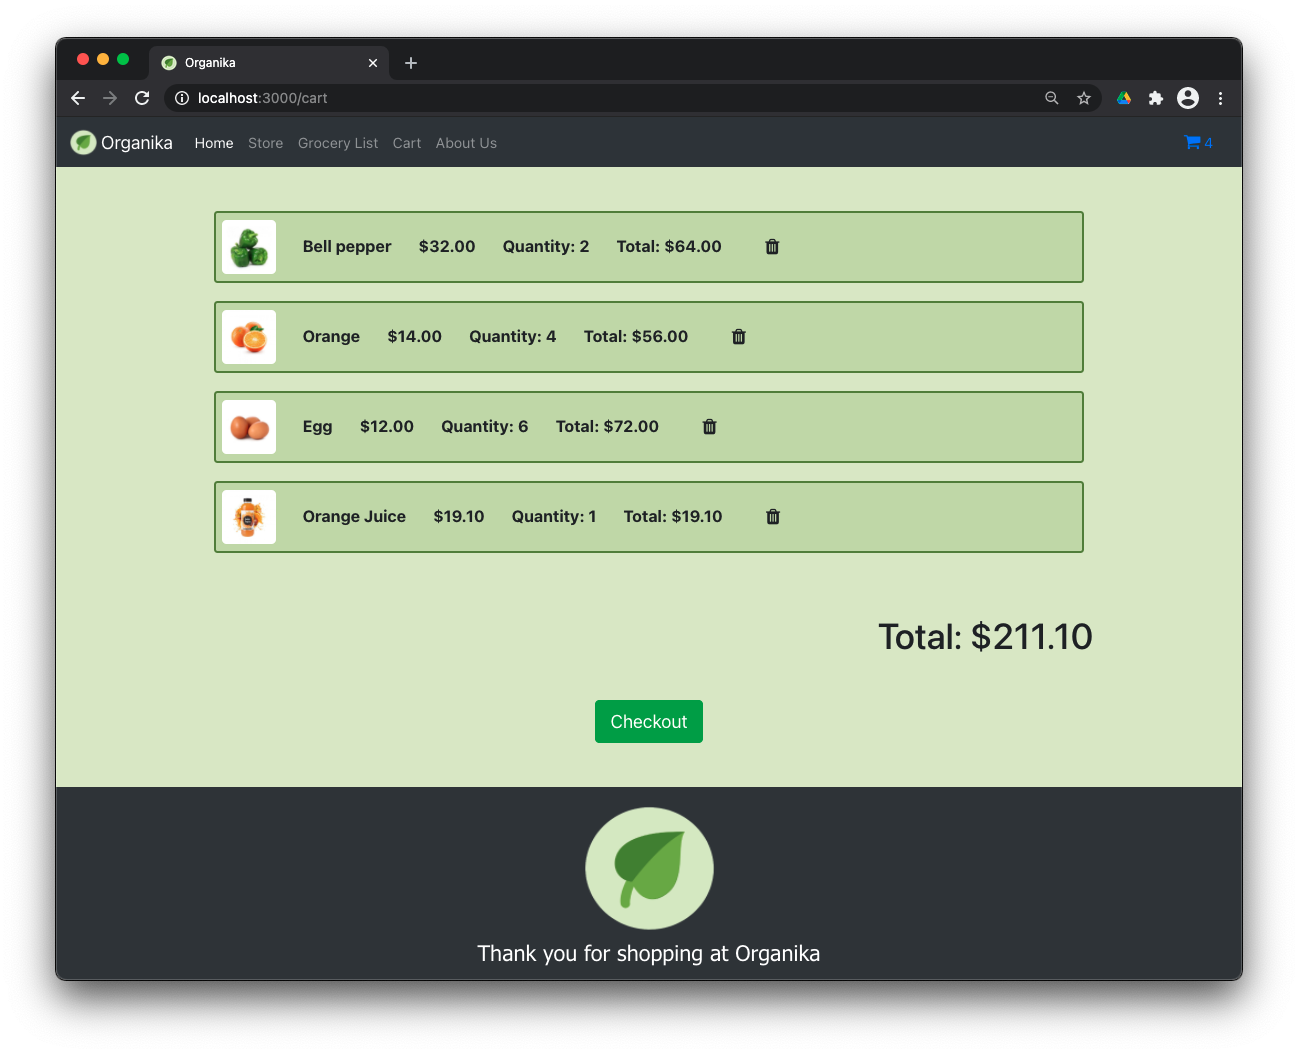 Organika
localhost:3000/cart
Organika Home Store Grocery List Cart About Us 4
Bell pepper $32.00 Quantity: 2 Total: $64.00
Orange $14.00 Quantity: 4 Total: $56.00
Egg $12.00 Quantity: 6 Total: $72.00
Orange Juice $19.10 Quantity: 1 Total: $19.10
Total: $211.10
Checkout
Thank you for shopping at Organika